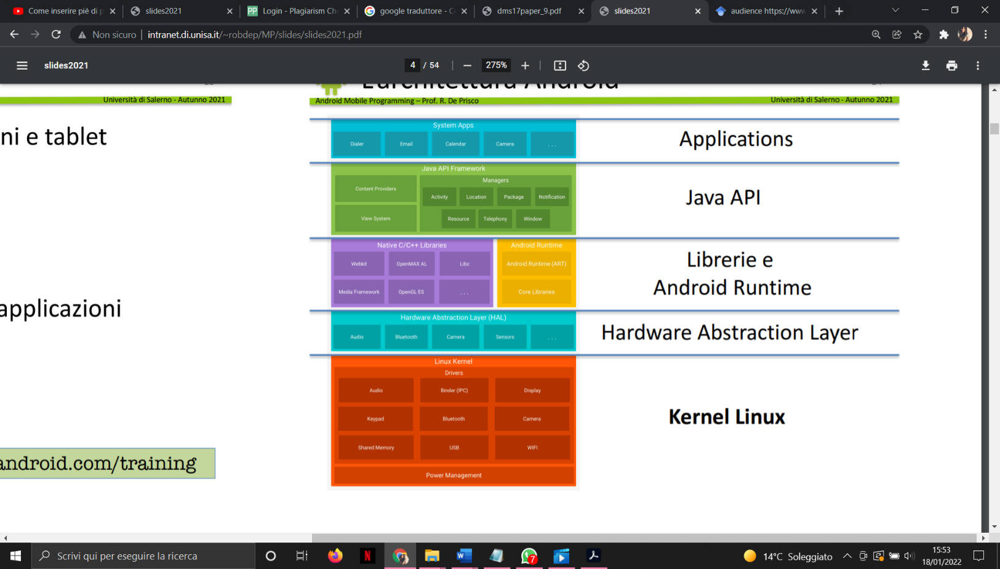 Come inserire piè di p
slides2021
PP Login - Plagiarism Che
google traduttore - C
dms17paper_9.pdf
slides2021
audience https://www
Non sicuro | intranet.di.unisa.it/~robdep/MP/slides/slides2021.pdf
slides2021
4 / 54
275%
L'architettura Android
Università di Salerno - Autunno 2021
Android Mobile Programming – Prof. R. De Prisco
Università di Salerno - Autunno 2021
ni e tablet
applicazioni
android.com/training
System Apps
Dialer
Email
Calendar
Camera
...
Applications
Java API Framework
Content Providers
View System
Managers
Activity
Location
Package
Notification
Resource
Telephony
Window
Java API
Native C/C++ Libraries
Webkit
OpenMAX AL
Libc
Media Framework
OpenGL ES
...
Android Runtime
Android Runtime (ART)
Core Libraries
Librerie e
Android Runtime
Hardware Abstraction Layer (HAL)
Audio
Bluetooth
Camera
Sensors
...
Hardware Abstraction Layer
Linux Kernel
Drivers
Audio
Binder (IPC)
Display
Keypad
Bluetooth
Camera
Shared Memory
USB
WIFI
Power Management
Kernel Linux
Scrivi qui per eseguire la ricerca
N
W
7
14°C Soleggiato
15:53
18/01/2022